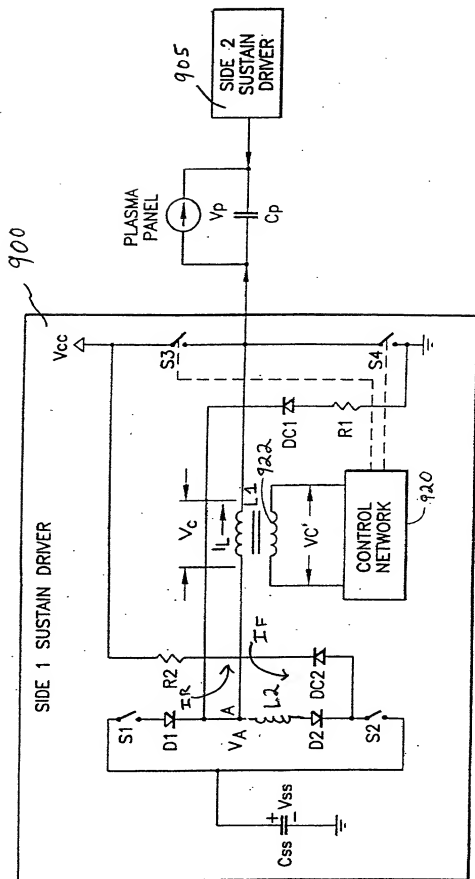 900
SIDE 1 SUSTAIN DRIVER
Vcc
S1
D1
R2
IR
A
VA
IF
L2
D2
DC2
S2
Css
+
-
Vss
Vc
IL
L1
922
VC'
CONTROL
NETWORK
920
S3
S4
DC1
R1
PLASMA
PANEL
Vp
Cp
SIDE 2
SUSTAIN
DRIVER
905